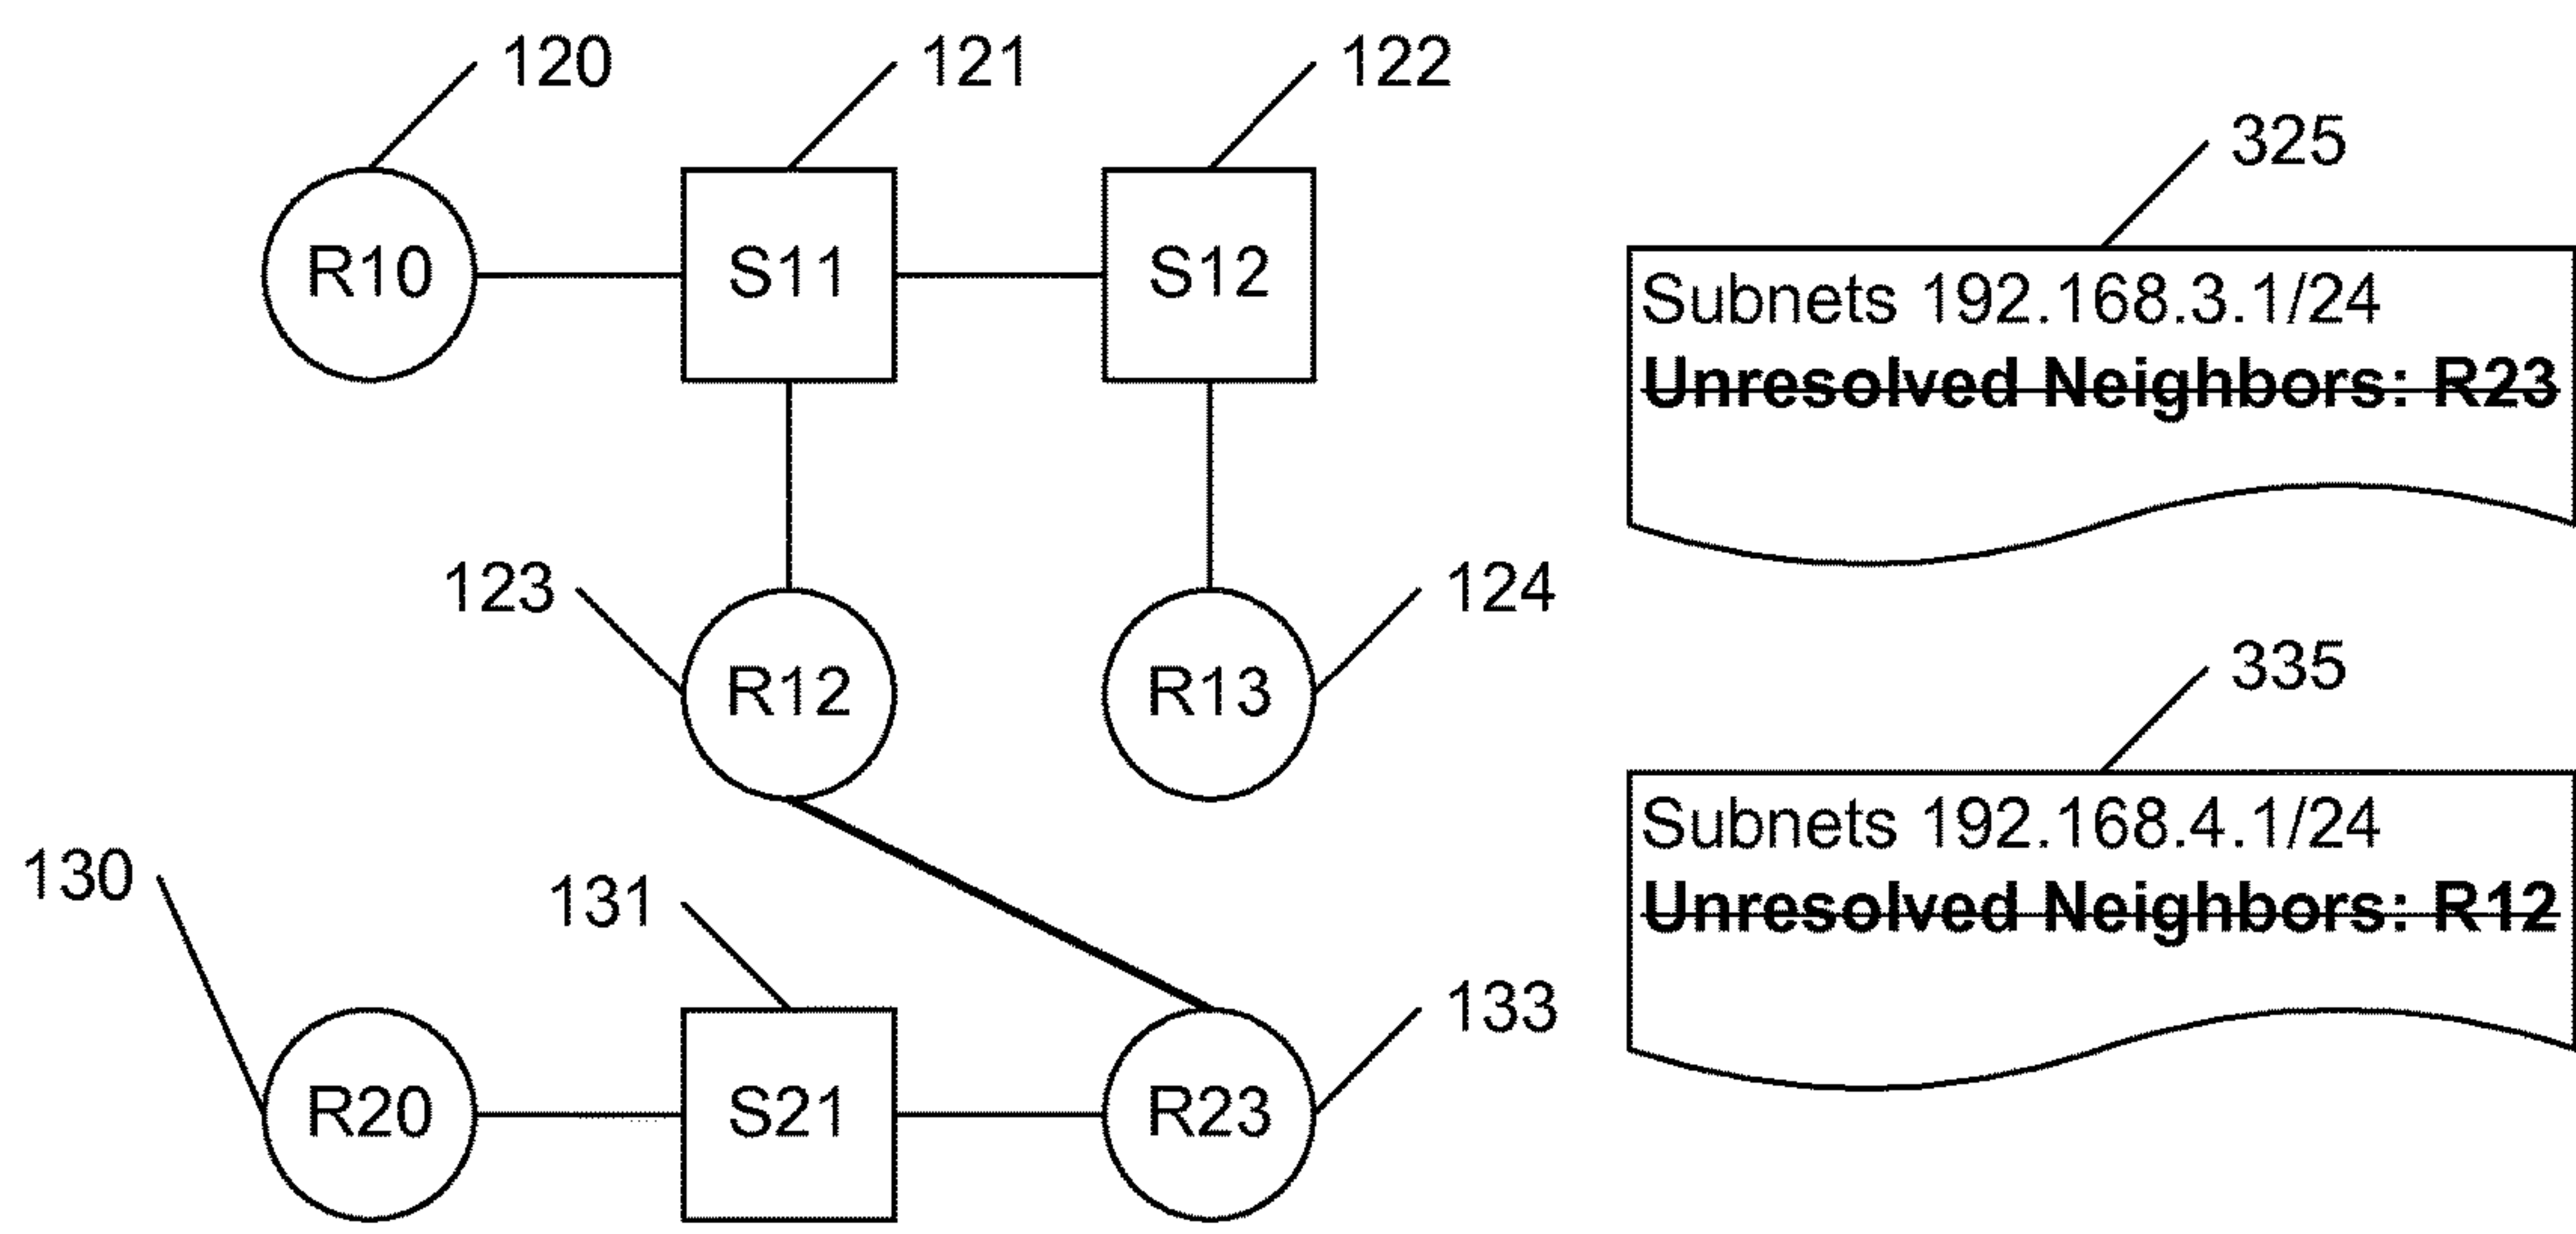 120
121
122
325
R10
S11
S12
Subnets 192.168.3.1/24
Unresolved Neighbors: R23
123
124
R12
R13
335
Subnets 192.168.4.1/24
Unresolved Neighbors: R12
130
131
133
R20
S21
R23